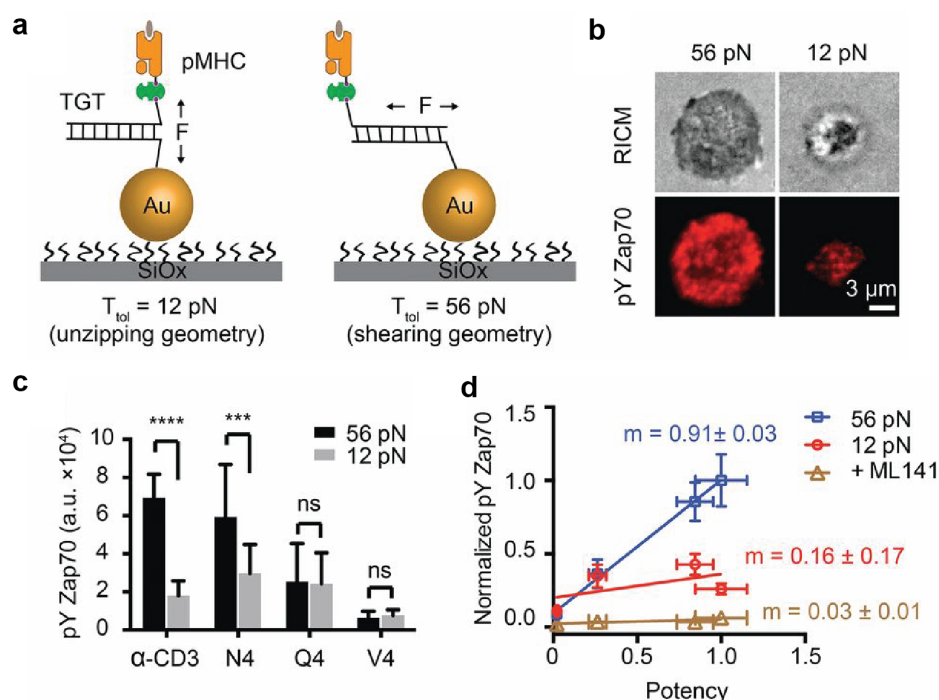 a
pMHC
TGT
F
Au
SiOx
T_tol = 12 pN
(unzipping geometry)
F
Au
SiOx
T_tol = 56 pN
(shearing geometry)
b
56 pN
12 pN
RICM
pY Zap70
3 μm
c
pY Zap70 (a.u. ×10⁴)
10
8
6
4
2
0
****
***
ns
ns
56 pN
12 pN
α-CD3
N4
Q4
V4
d
Normalized pY Zap70
1.5
1.0
0.5
0.0
m = 0.91± 0.03
m = 0.16 ± 0.17
m = 0.03 ± 0.01
56 pN
12 pN
+ ML141
0
0.5
1.0
1.5
Potency